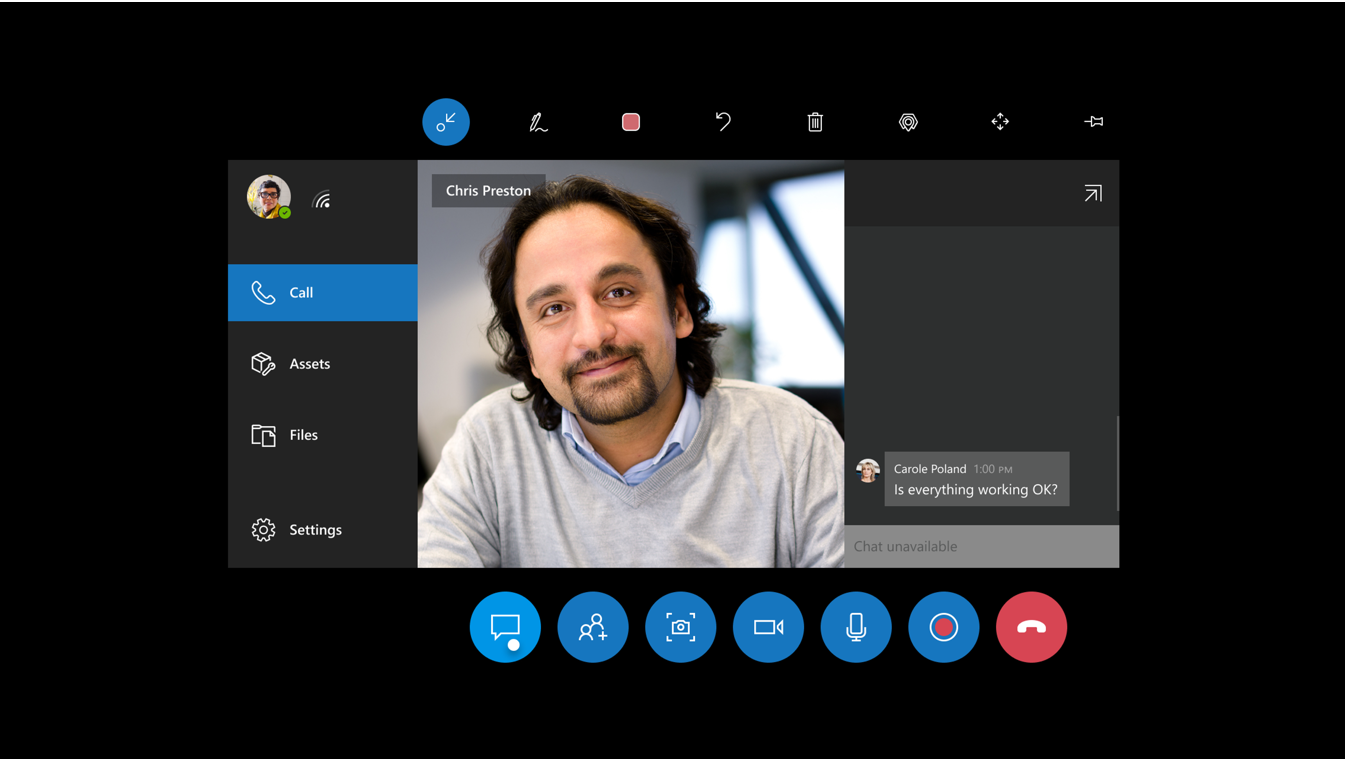 Chris Preston
Call
Assets
Files
Settings
Carole Poland 1:00 PM
Is everything working OK?
Chat unavailable